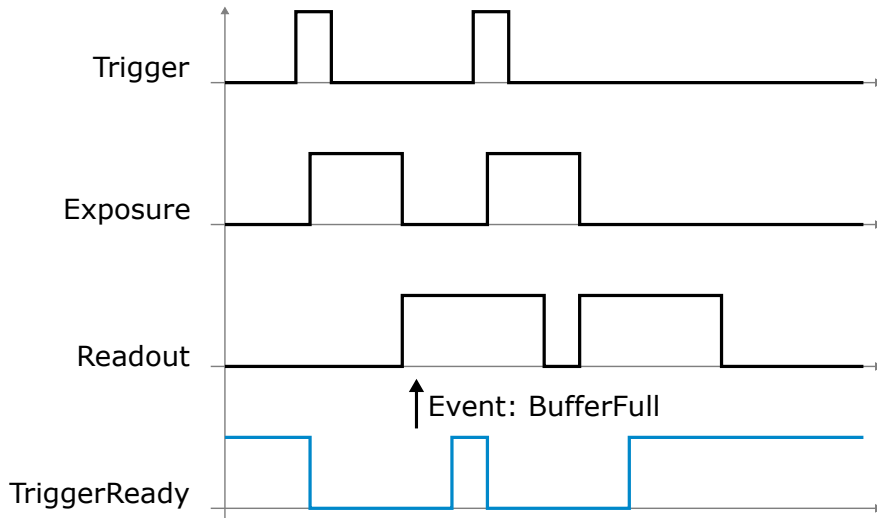 Trigger
Exposure
Readout
Event: BufferFull
TriggerReady